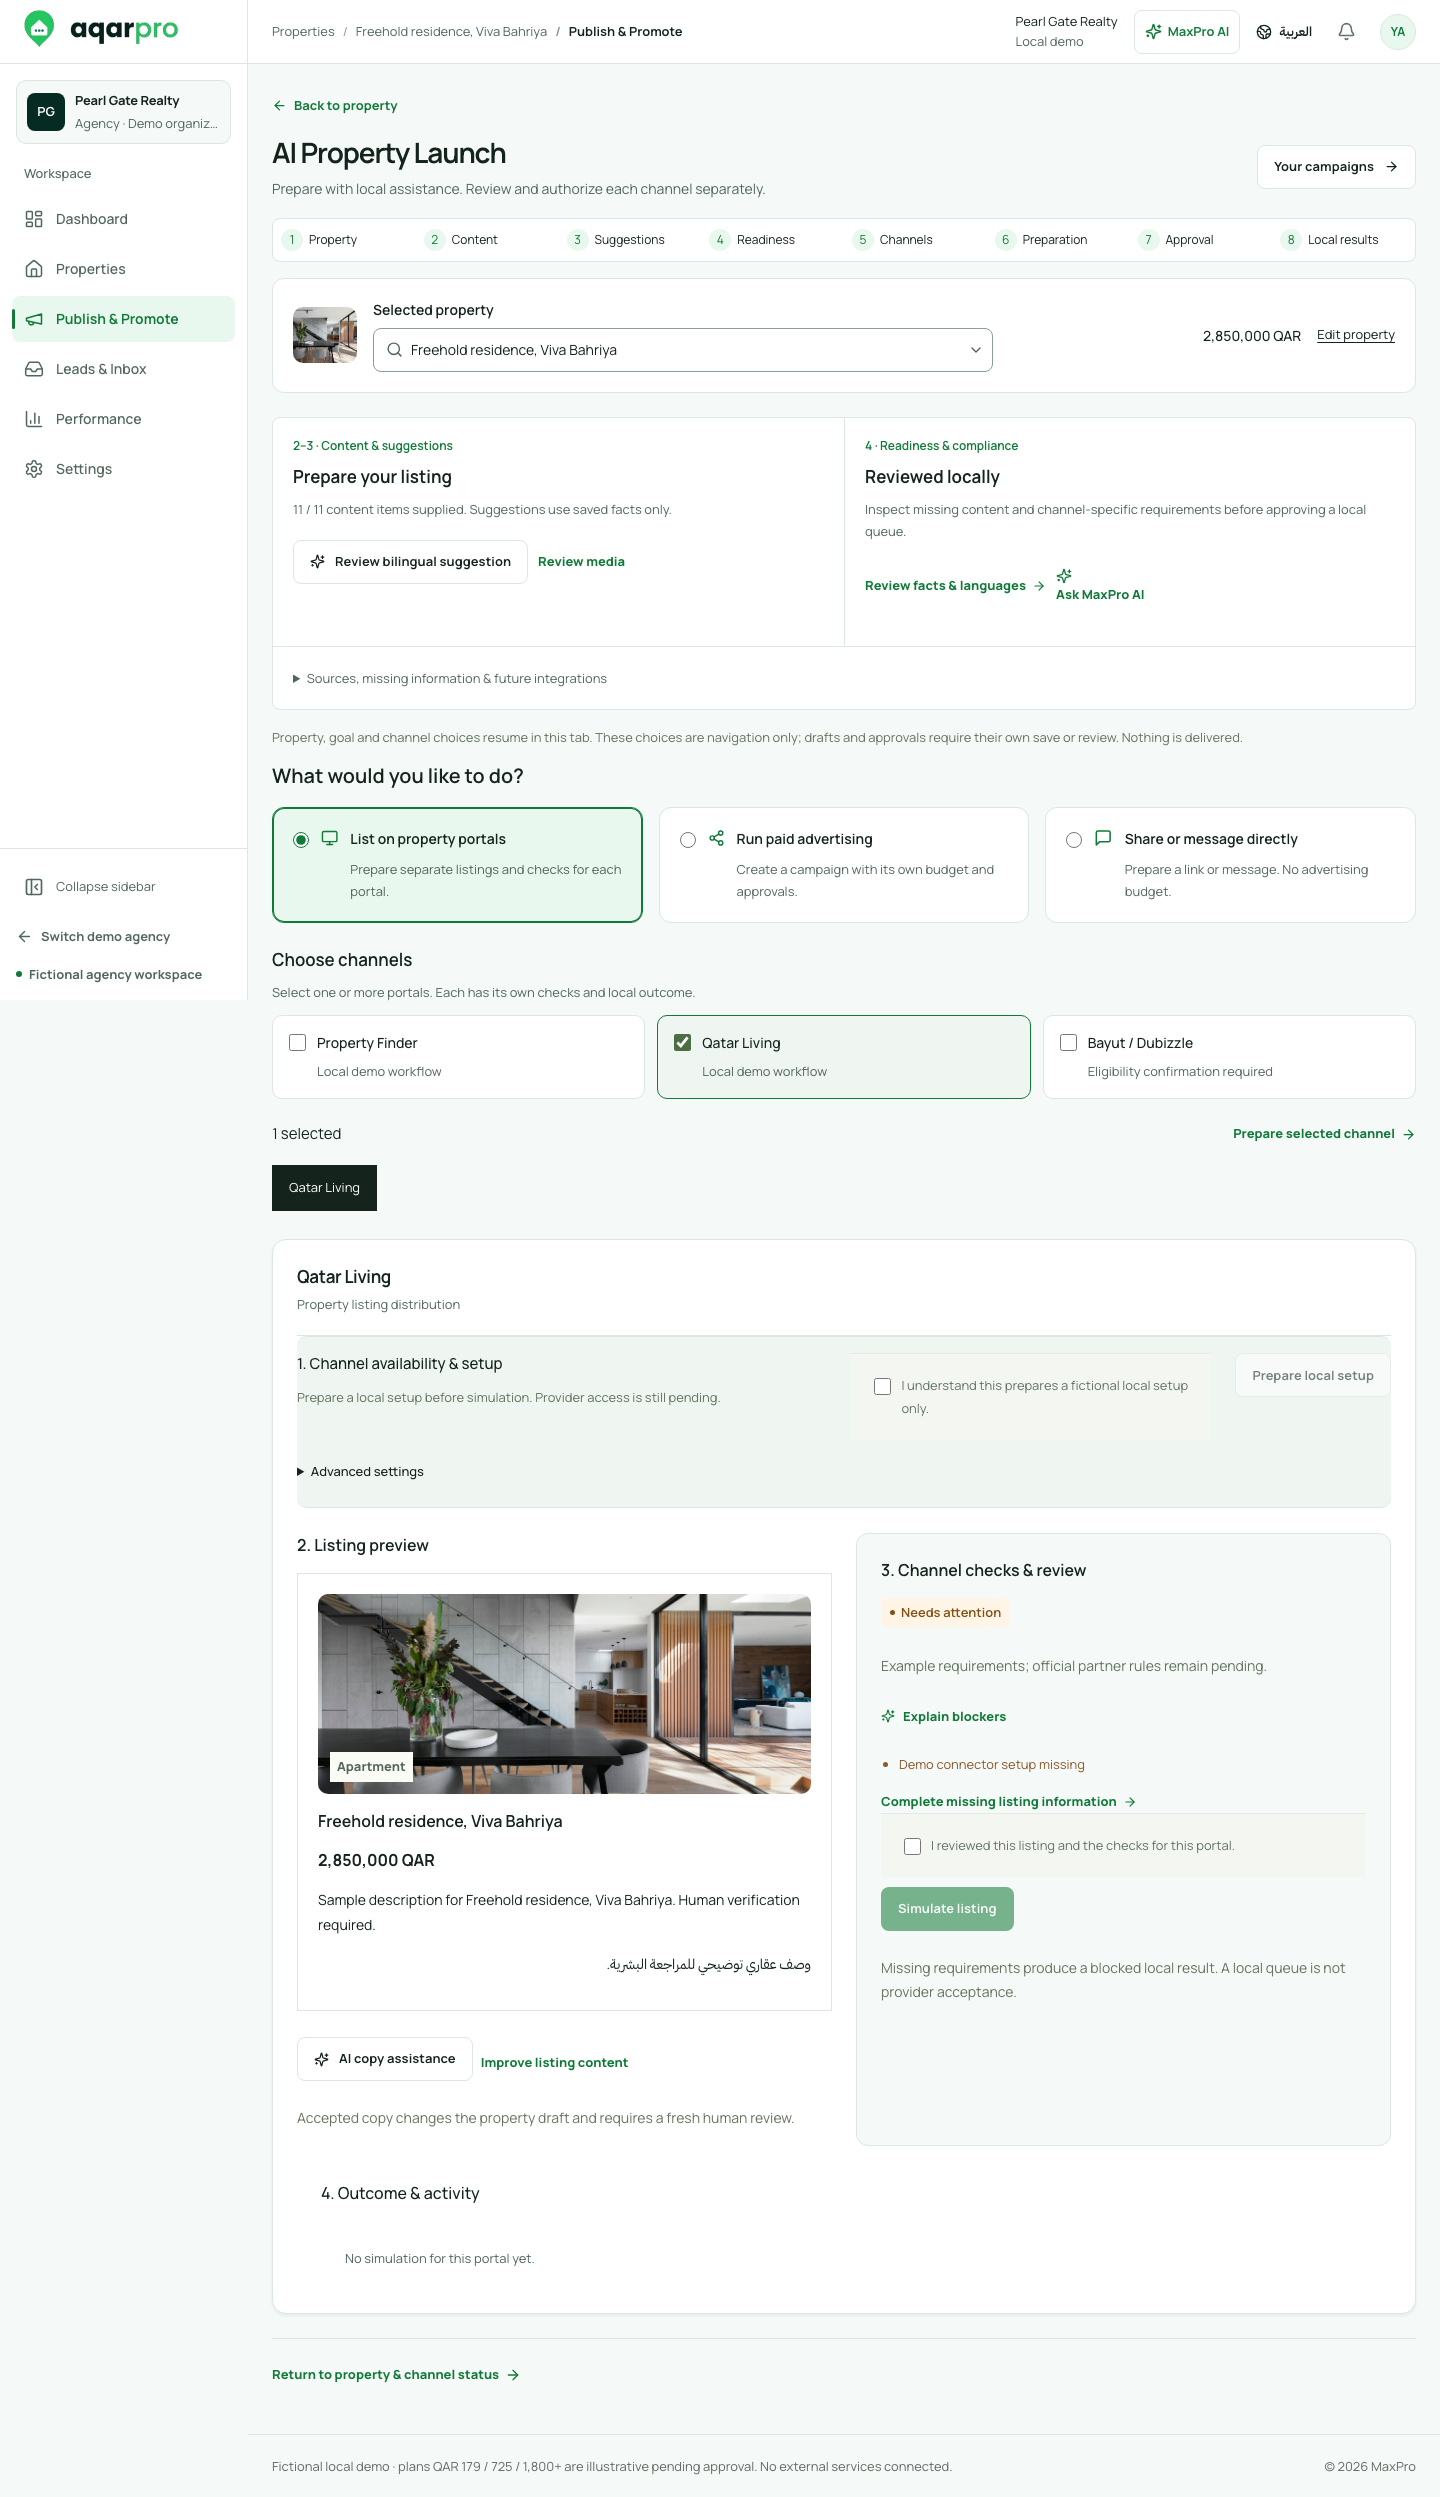 aqarpro
Properties / Freehold residence, Viva Bahriya / Publish & Promote
Pearl Gate Realty
Local demo
MaxPro AI
العربية
YA
PG
Pearl Gate Realty
Agency · Demo organiz...
Workspace
Dashboard
Properties
Publish & Promote
Leads & Inbox
Performance
Settings
Collapse sidebar
Switch demo agency
Fictional agency workspace
Back to property
AI Property Launch
Prepare with local assistance. Review and authorize each channel separately.
Your campaigns
1 Property
2 Content
3 Suggestions
4 Readiness
5 Channels
6 Preparation
7 Approval
8 Local results
Selected property
Freehold residence, Viva Bahriya
2,850,000 QAR
Edit property
2–3 · Content & suggestions
Prepare your listing
11 / 11 content items supplied. Suggestions use saved facts only.
Review bilingual suggestion
Review media
4 · Readiness & compliance
Reviewed locally
Inspect missing content and channel-specific requirements before approving a local
queue.
Review facts & languages
Ask MaxPro AI
Sources, missing information & future integrations
Property, goal and channel choices resume in this tab. These choices are navigation only; drafts and approvals require their own save or review. Nothing is delivered.
What would you like to do?
List on property portals
Prepare separate listings and checks for each
portal.
Run paid advertising
Create a campaign with its own budget and
approvals.
Share or message directly
Prepare a link or message. No advertising
budget.
Choose channels
Select one or more portals. Each has its own checks and local outcome.
Property Finder
Local demo workflow
Qatar Living
Local demo workflow
Bayut / Dubizzle
Eligibility confirmation required
1 selected
Prepare selected channel
Qatar Living
Qatar Living
Property listing distribution
1. Channel availability & setup
Prepare a local setup before simulation. Provider access is still pending.
I understand this prepares a fictional local setup
only.
Prepare local setup
Advanced settings
2. Listing preview
Apartment
Freehold residence, Viva Bahriya
2,850,000 QAR
Sample description for Freehold residence, Viva Bahriya. Human verification
required.
وصف عقاري توضيحي للمراجعة البشرية.
AI copy assistance
Improve listing content
Accepted copy changes the property draft and requires a fresh human review.
3. Channel checks & review
Needs attention
Example requirements; official partner rules remain pending.
Explain blockers
Demo connector setup missing
Complete missing listing information
I reviewed this listing and the checks for this portal.
Simulate listing
Missing requirements produce a blocked local result. A local queue is not
provider acceptance.
4. Outcome & activity
No simulation for this portal yet.
Return to property & channel status
Fictional local demo · plans QAR 179 / 725 / 1,800+ are illustrative pending approval. No external services connected.
© 2026 MaxPro